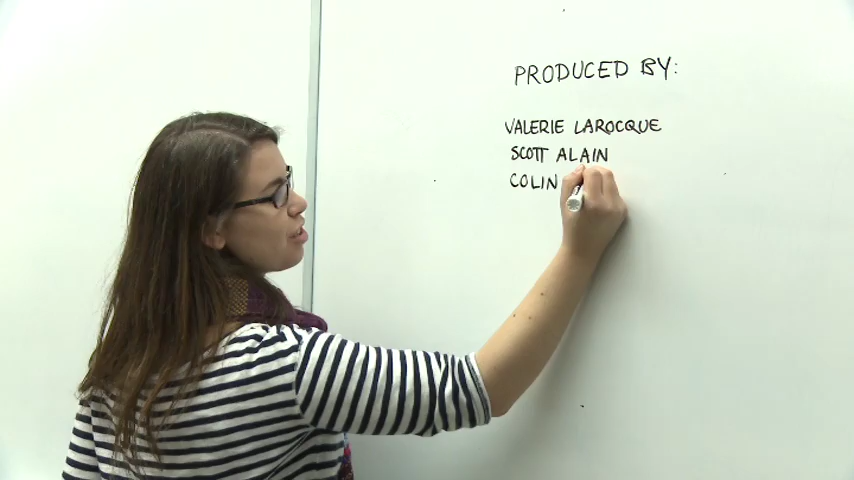 PRODUCED BY:
VALERIE LAROCQUE
SCOTT ALAIN
COLIN